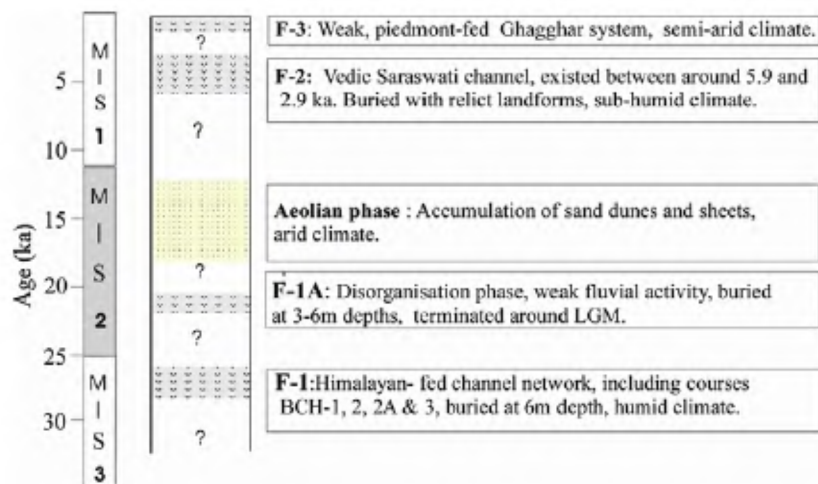 F-3: Weak, piedmont-fed Ghagghar system, semi-arid climate.
F-2: Vedic Saraswati channel, existed between around 5.9 and
2.9 ka. Buried with relict landforms, sub-humid climate.
Aeolian phase : Accumulation of sand dunes and sheets,
arid climate.
F-1A: Disorganisation phase, weak fluvial activity, buried
at 3-6m depths, terminated around LGM.
F-1:Himalayan- fed channel network, including courses
BCH-1, 2, 2A & 3, buried at 6m depth, humid climate.
Age (ka)
5
10
15
20
25
30
M I S 1
M I S 2
M I S 3
?
?
?
?
?